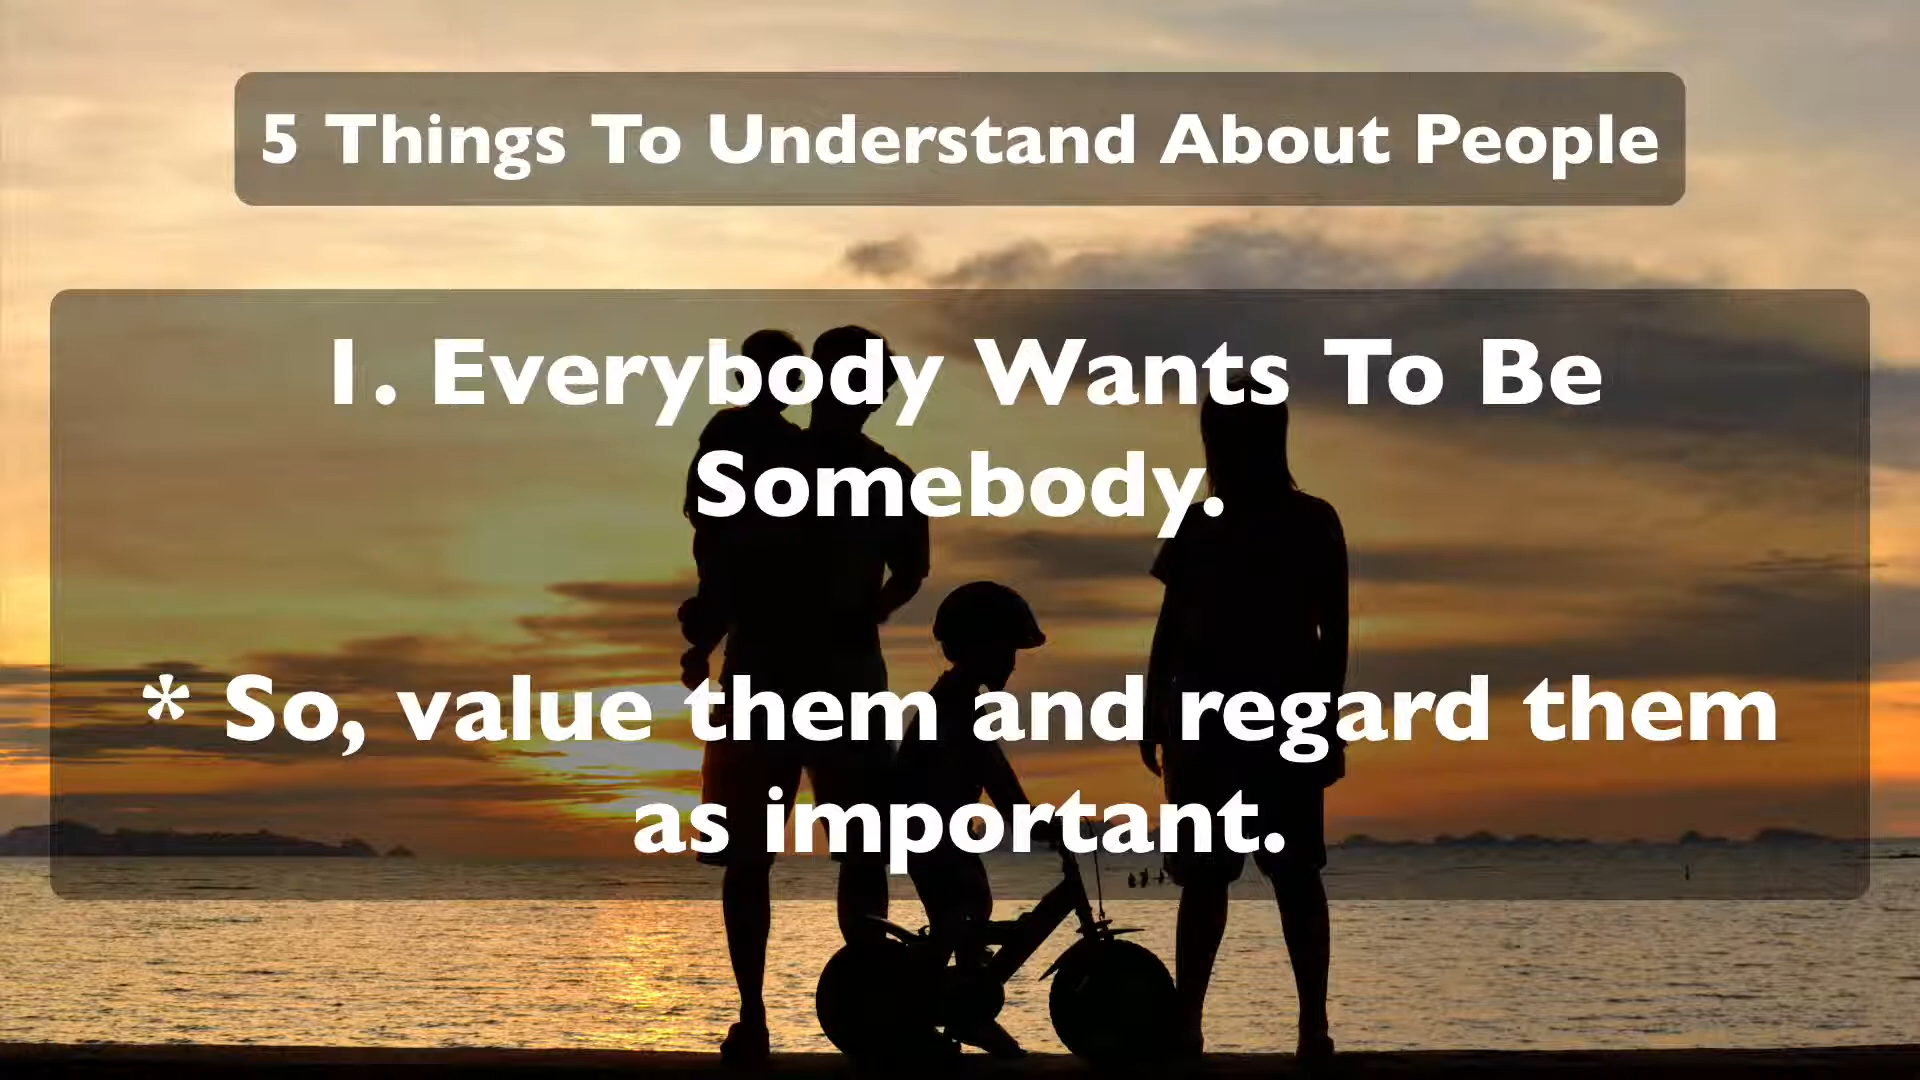 5 Things To Understand About People
1. Everybody Wants To Be
Somebody.
* So, value them and regard them
as important.